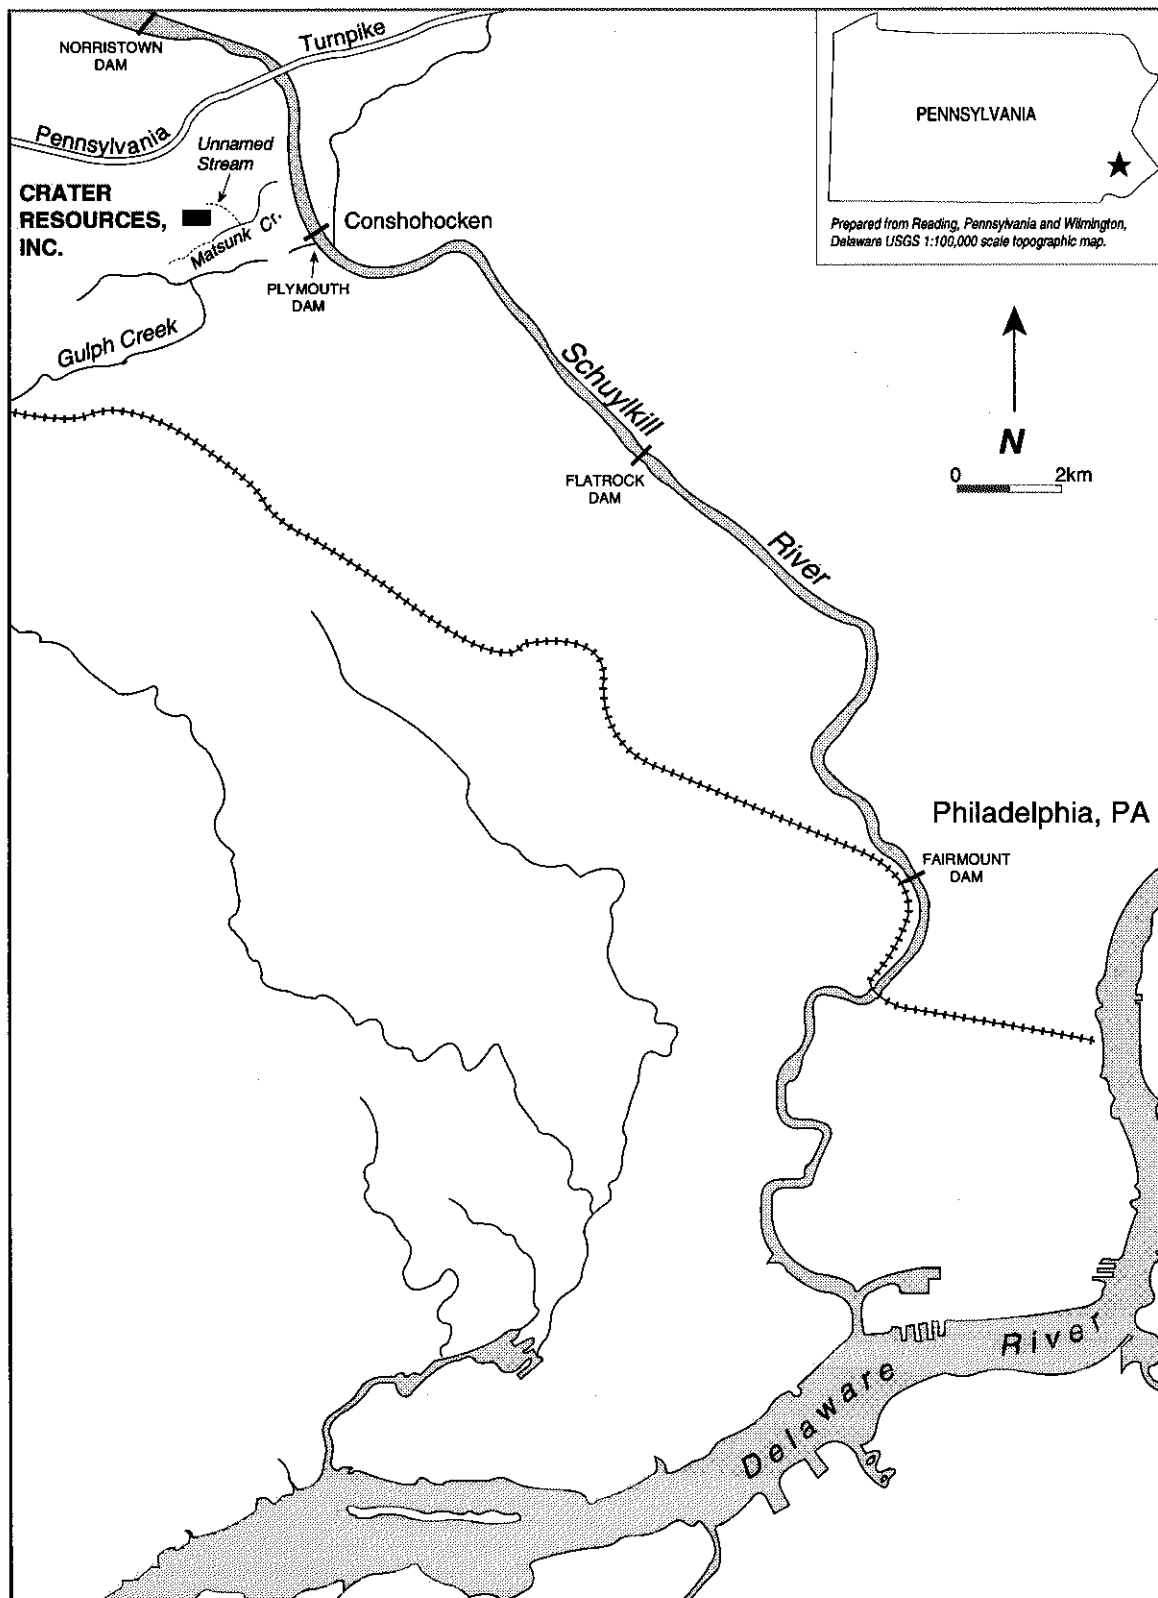 NORRISTOWN
DAM
Turnpike
Pennsylvania
Unnamed
Stream
CRATER
RESOURCES,
INC.
Matsunk Cr.
Conshohocken
PLYMOUTH
DAM
Gulph Creek
PENNSYLVANIA
Prepared from Reading, Pennsylvania and Wilmington,
Delaware USGS 1:100,000 scale topographic map.
N
0 2km
Schuylkill
River
FLATROCK
DAM
Philadelphia, PA
FAIRMOUNT
DAM
Delaware River